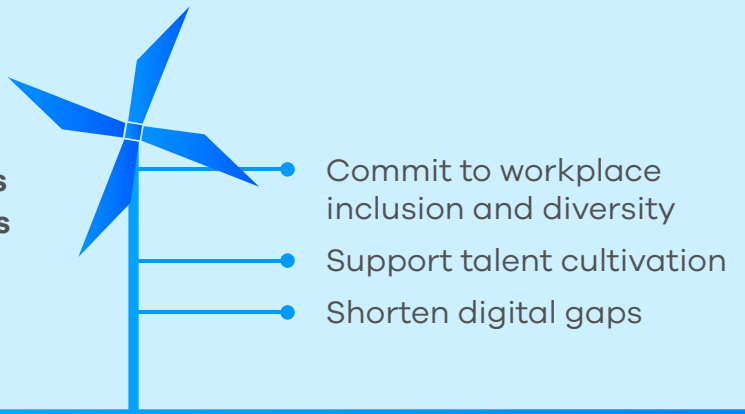 Commit to workplace
inclusion and diversity
Support talent cultivation
Shorten digital gaps